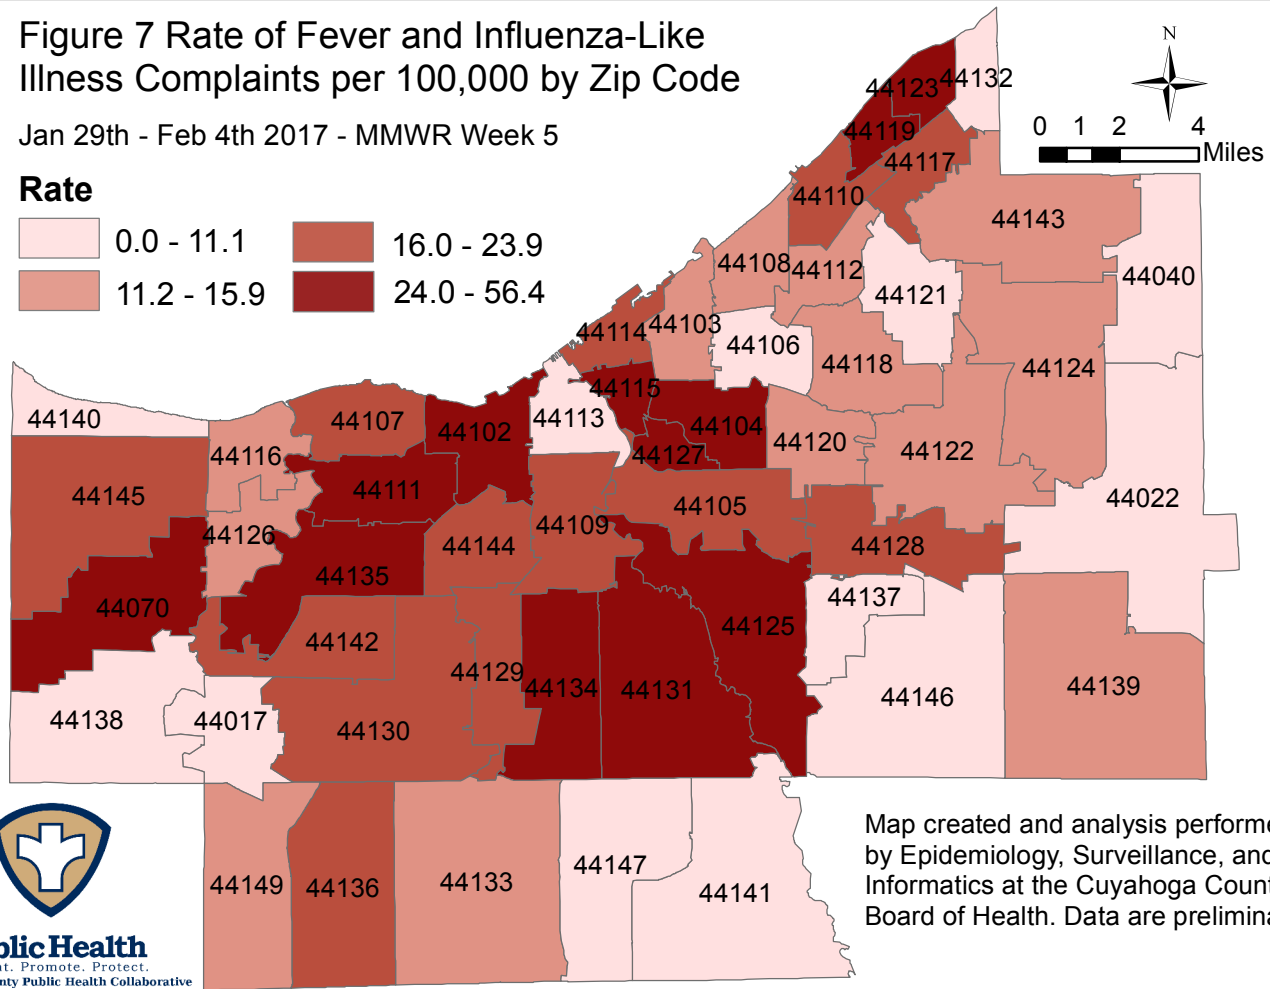 Figure 7 Rate of Fever and Influenza-Like
Illness Complaints per 100,000 by Zip Code
Jan 29th - Feb 4th 2017 - MMWR Week 5
Rate
0.0 - 11.1
16.0 - 23.9
11.2 - 15.9
24.0 - 56.4
N
0 1 2 4
Miles
44123
44132
44119
44117
44110
44143
44108
44112
44040
44121
44114
44103
44106
44118
44124
44115
44140
44107
44102
44113
44104
44116
44127
44120
44122
44145
44111
44105
44022
44109
44126
44144
44128
44135
44070
44137
44125
44142
44129
44134
44131
44146
44139
44138
44017
44130
44149
44136
44133
44147
44141
Map created and analysis performe
by Epidemiology, Surveillance, and
Informatics at the Cuyahoga Count
Board of Health. Data are prelimina
blic Health
nt. Promote. Protect.
nty Public Health Collaborative